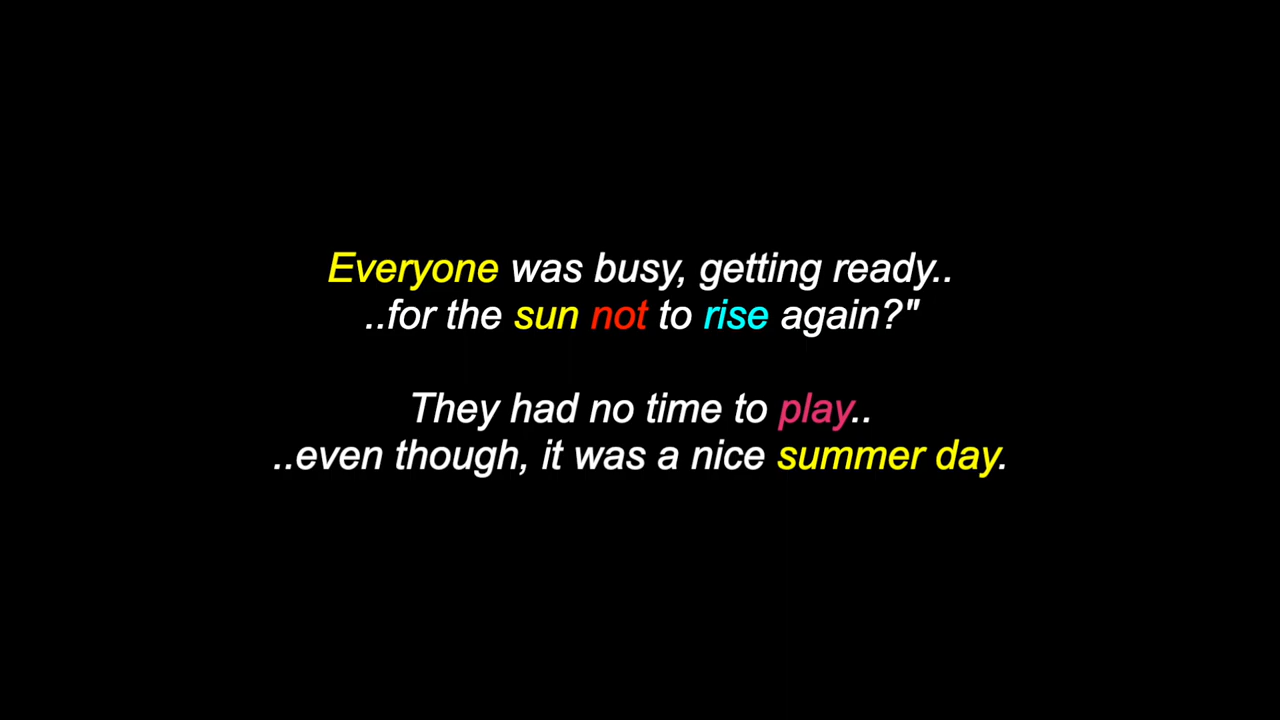 Everyone was busy, getting ready..
..for the sun not to rise again?"
They had no time to play..
..even though, it was a nice summer day.